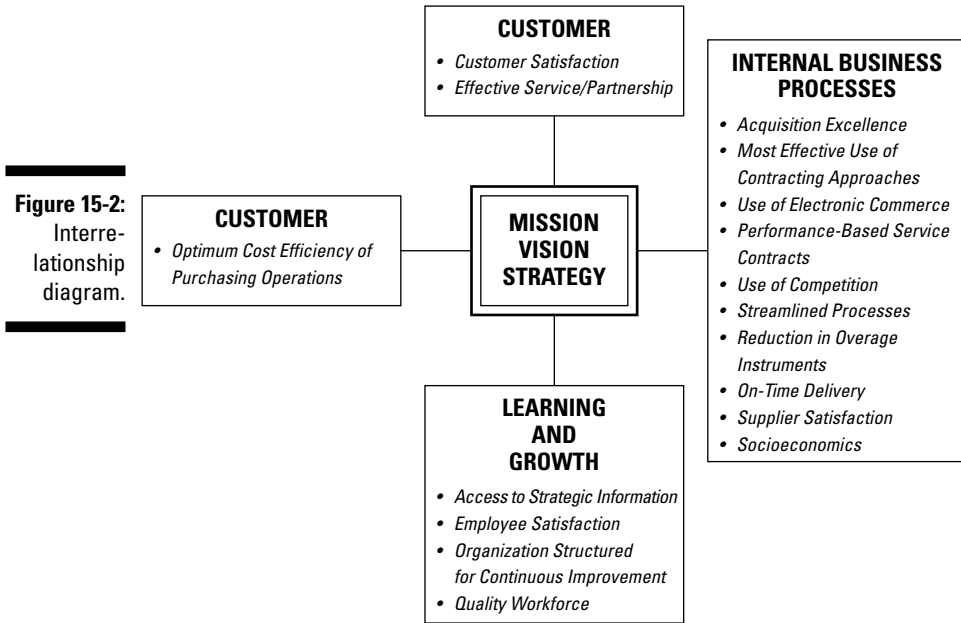 Figure 15-2:
Interre-
lationship
diagram.
CUSTOMER
• Customer Satisfaction
• Effective Service/Partnership
CUSTOMER
• Optimum Cost Efficiency of
Purchasing Operations
MISSION
VISION
STRATEGY
INTERNAL BUSINESS
PROCESSES
• Acquisition Excellence
• Most Effective Use of
Contracting Approaches
• Use of Electronic Commerce
• Performance-Based Service
Contracts
• Use of Competition
• Streamlined Processes
• Reduction in Overage
Instruments
• On-Time Delivery
• Supplier Satisfaction
• Socioeconomics
LEARNING
AND
GROWTH
• Access to Strategic Information
• Employee Satisfaction
• Organization Structured
for Continuous Improvement
• Quality Workforce